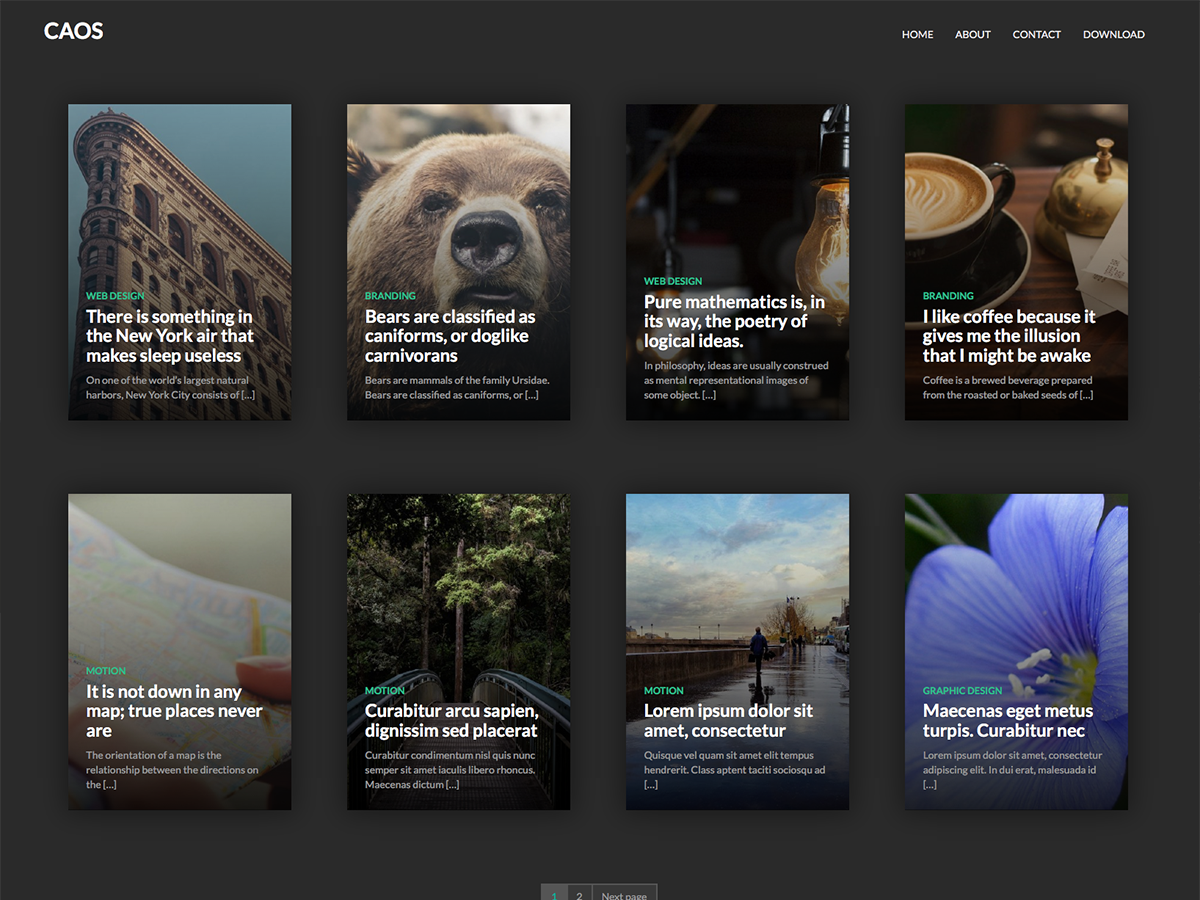 CAOS
HOME ABOUT CONTACT DOWNLOAD
WEB DESIGN
There is something in
the New York air that
makes sleep useless
On one of the world's largest natural
harbors, New York City consists of [...]
BRANDING
Bears are classified as
caniforms, or doglike
carnivorans
Bears are mammals of the family Ursidae.
Bears are classified as caniforms, or [...]
WEB DESIGN
Pure mathematics is, in
its way, the poetry of
logical ideas.
In philosophy, ideas are usually construed
as mental representational images of
some object. [...]
BRANDING
I like coffee because it
gives me the illusion
that I might be awake
Coffee is a brewed beverage prepared
from the roasted or baked seeds of [...]
MOTION
It is not down in any
map; true places never
are
The orientation of a map is the
relationship between the directions on
the [...]
MOTION
Curabitur arcu sapien,
dignissim sed placerat
Curabitur condimentum nisl quis nunc
semper sit amet iaculis libero rhoncus.
Maecenas dictum [...]
MOTION
Lorem ipsum dolor sit
amet, consectetur
Quisque vel quam sit amet elit tempus
hendrerit. Class aptent taciti sociosqu ad
[...]
GRAPHIC DESIGN
Maecenas eget metus
turpis. Curabitur nec
Lorem ipsum dolor sit amet, consectetur
adipiscing elit. In dui erat, malesuada id
[...]
1 2 Next page